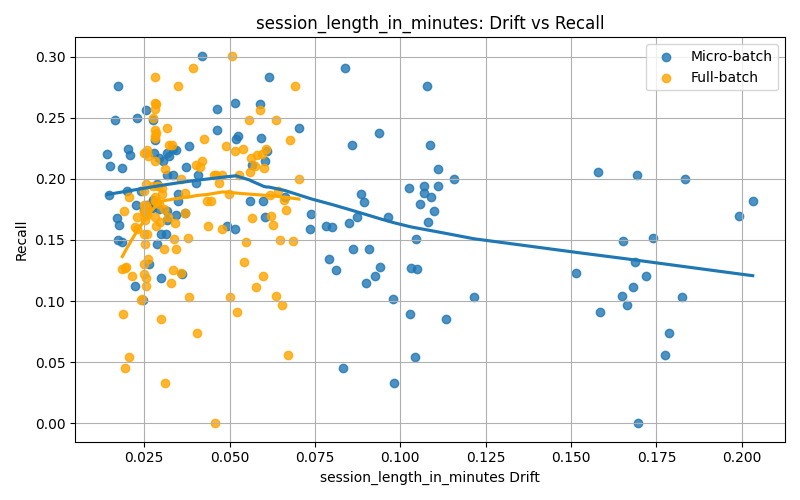 session_length_in_minutes: Drift vs Recall
Micro-batch
Full-batch
Recall
0.30
0.25
0.20
0.15
0.10
0.05
0.00
0.025 0.050 0.075 0.100 0.125 0.150 0.175 0.200
session_length_in_minutes Drift